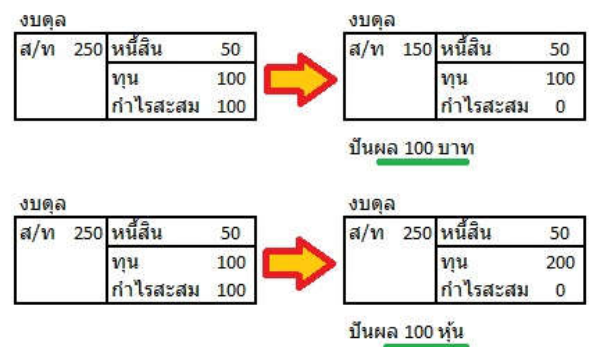 งบดุล งบดุล
ส/ท 250 หนี้สิน 50 ส/ท 150 หนี้สิน 50
ทุน 100 ทุน 100
กำไรสะสม 100 กำไรสะสม 0
ปันผล 100 บาท
งบดุล งบดุล
ส/ท 250 หนี้สิน 50 ส/ท 250 หนี้สิน 50
ทุน 100 ทุน 200
กำไรสะสม 100 กำไรสะสม 0
ปันผล 100 หุ้น